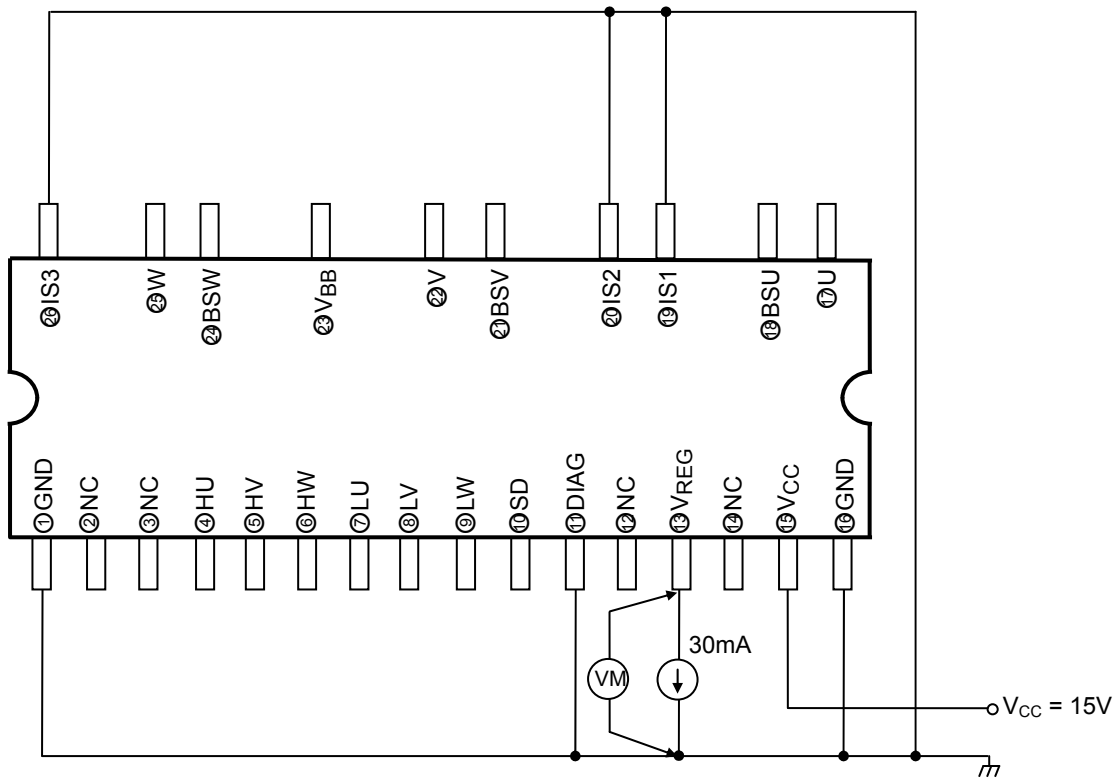 ㉖IS3
㉕W
㉔BSW
㉓VBB
㉒V
㉑BSV
⑳IS2
⑲IS1
⑱BSU
⑰U
①GND
②NC
③NC
④HU
⑤HV
⑥HW
⑦LU
⑧LV
⑨LW
⑩SD
⑪DIAG
⑫NC
⑬VREG
⑭NC
⑮VCC
⑯GND
30mA
VM
VCC = 15V